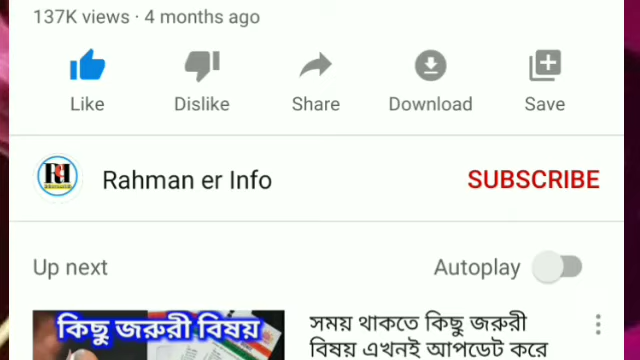 137K views · 4 months ago
Like
Dislike
Share
Download
Save
Rahman er Info
SUBSCRIBE
Up next
Autoplay
কিছু জরুরী বিষয়
সময় থাকতে কিছু জরুরী
বিষয় এখনই আপডেট করে